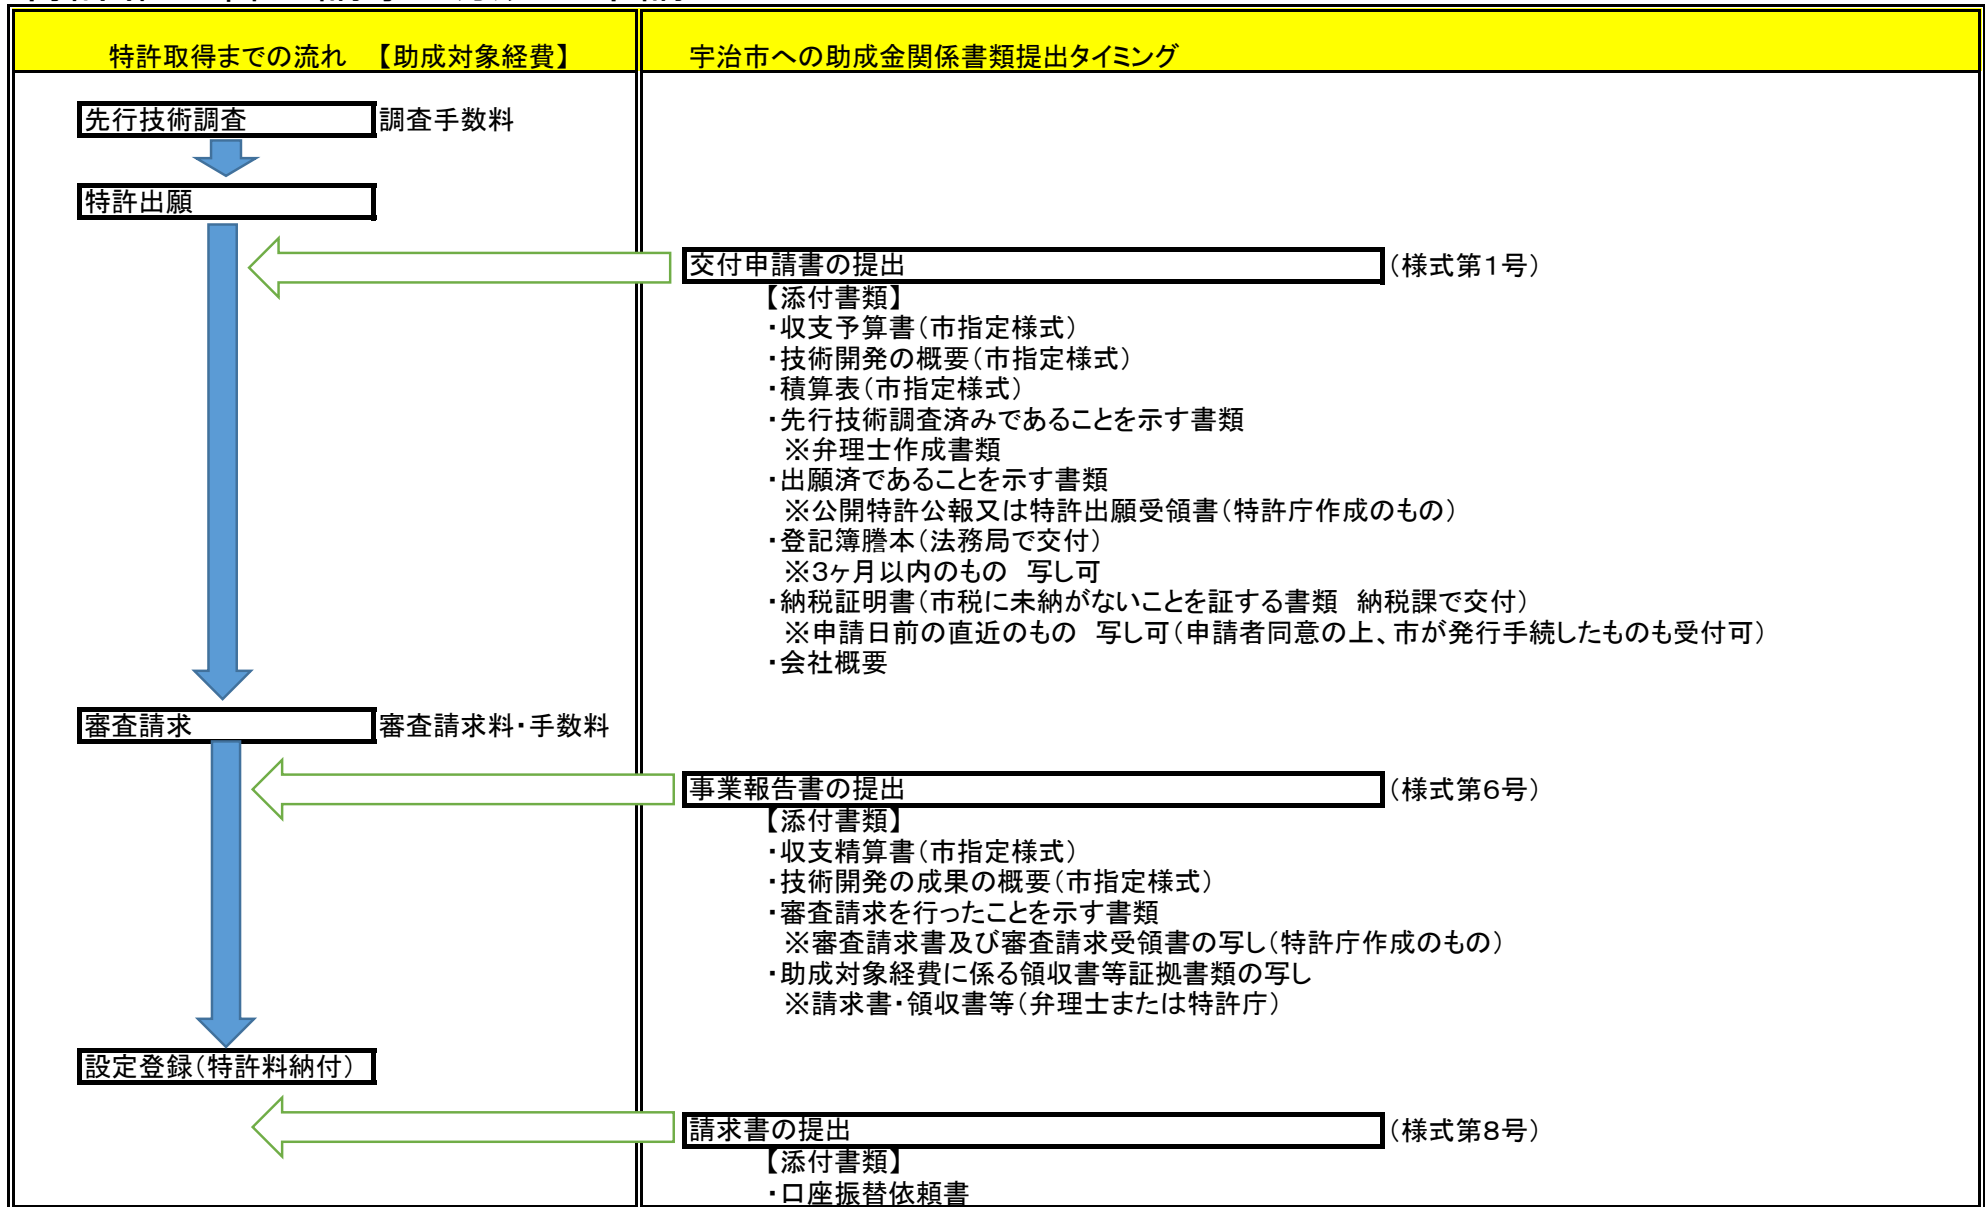 特許取得までの流れ　【助成対象経費】
宇治市への助成金関係書類提出タイミング
先行技術調査
調査手数料
特許出願
交付申請書の提出
（様式第１号）
【添付書類】
・収支予算書（市指定様式）
・技術開発の概要（市指定様式）
・積算表（市指定様式）
・先行技術調査済みであることを示す書類
※弁理士作成書類
・出願済であることを示す書類
※公開特許公報又は特許出願受領書（特許庁作成のもの）
・登記簿謄本（法務局で交付）
※３ヶ月以内のもの　写し可
・納税証明書（市税に未納がないことを証する書類　納税課で交付）
※申請日前の直近のもの　写し可（申請者同意の上、市が発行手続したものも受付可）
・会社概要
審査請求
審査請求料・手数料
事業報告書の提出
（様式第６号）
【添付書類】
・収支精算書（市指定様式）
・技術開発の成果の概要（市指定様式）
・審査請求を行ったことを示す書類
※審査請求書及び審査請求受領書の写し（特許庁作成のもの）
・助成対象経費に係る領収書等証拠書類の写し
※請求書・領収書等（弁理士または特許庁）
設定登録（特許料納付）
請求書の提出
（様式第８号）
【添付書類】
・口座振替依頼書